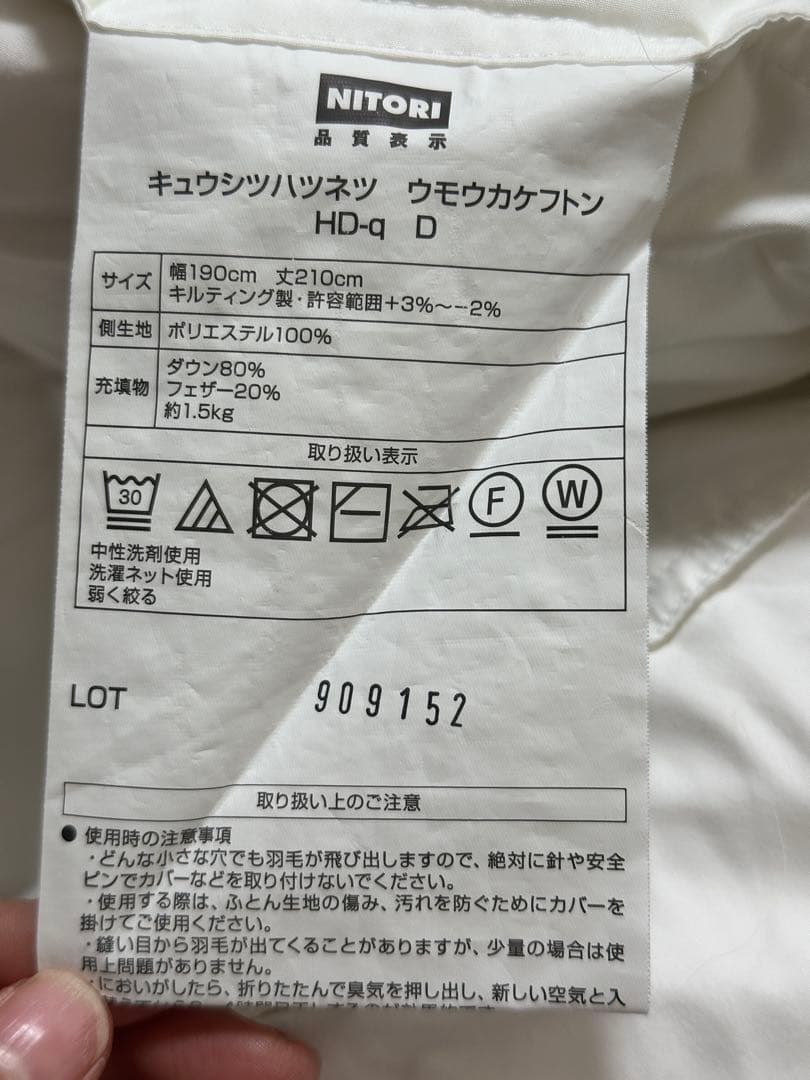 NITORI
品質表示
キュウシツハツネツ ウモウカケフトン
HD-q D
サイズ 幅190cm 丈210cm
キルティング製・許容範囲+3%～−2%
側生地 ポリエステル100%
充填物 ダウン80%
フェザー20%
約1.5kg
取り扱い表示
30 F W
中性洗剤使用
洗濯ネット使用
弱く絞る
LOT 909152
取り扱い上のご注意
●使用時の注意事項
・どんな小さな穴でも羽毛が飛び出しますので、絶対に針や安全
ピンでカバーなどを取り付けないでください。
・使用する際は、ふとん生地の傷み、汚れを防ぐためにカバーを
掛けてご使用ください。
・縫い目から羽毛が出てくることがありますが、少量の場合は使
用上問題がありません。
・においがしたら、折りたたんで臭気を押し出し、新しい空気と入